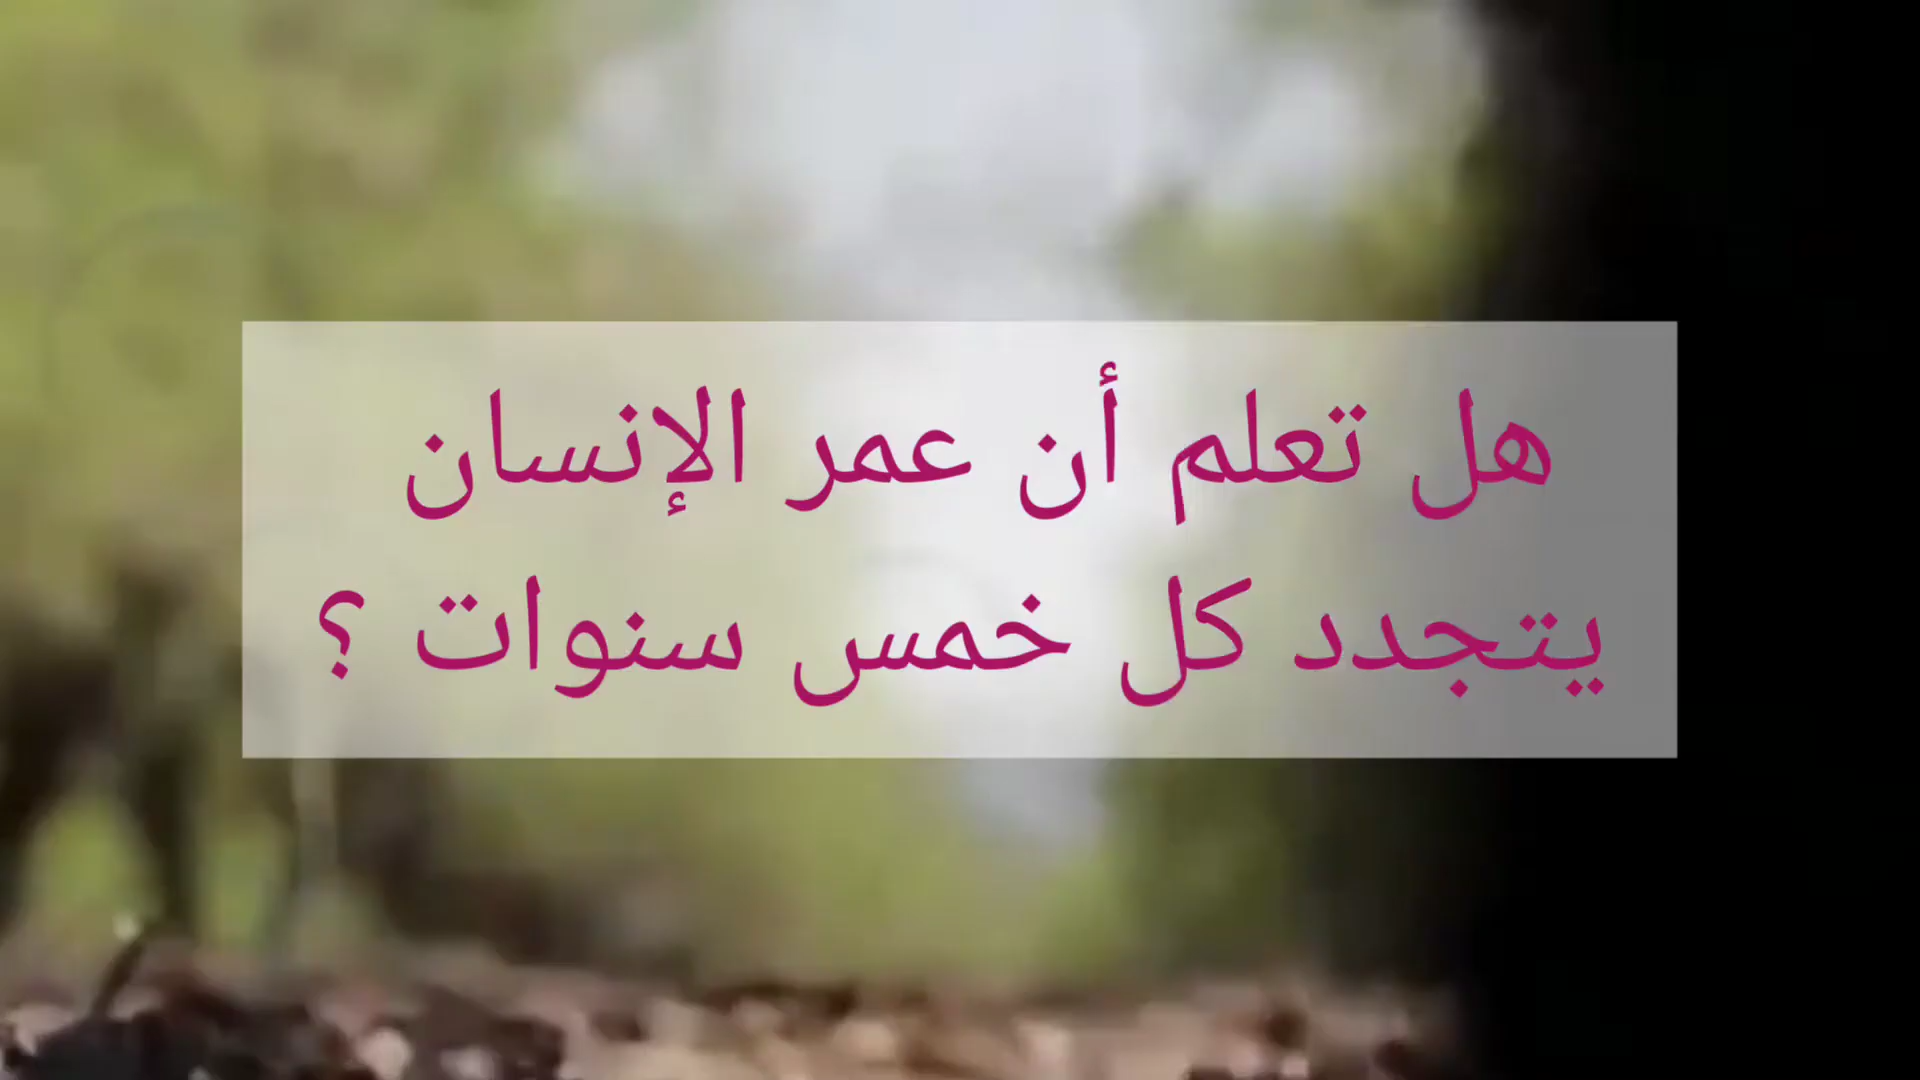 هل تعلم أن عمر الإنسان
يتجدد كل خمس سنوات ؟